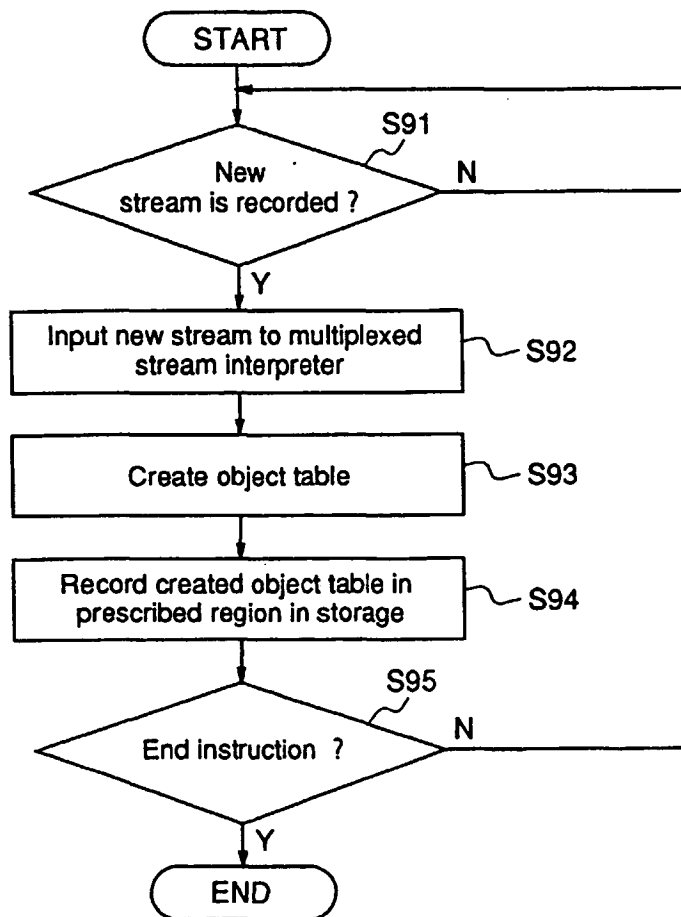 START
S91
New
stream is recorded ?
N
Y
Input new stream to multiplexed
stream interpreter
S92
Create object table
S93
Record created object table in
prescribed region in storage
S94
S95
End instruction ?
N
Y
END